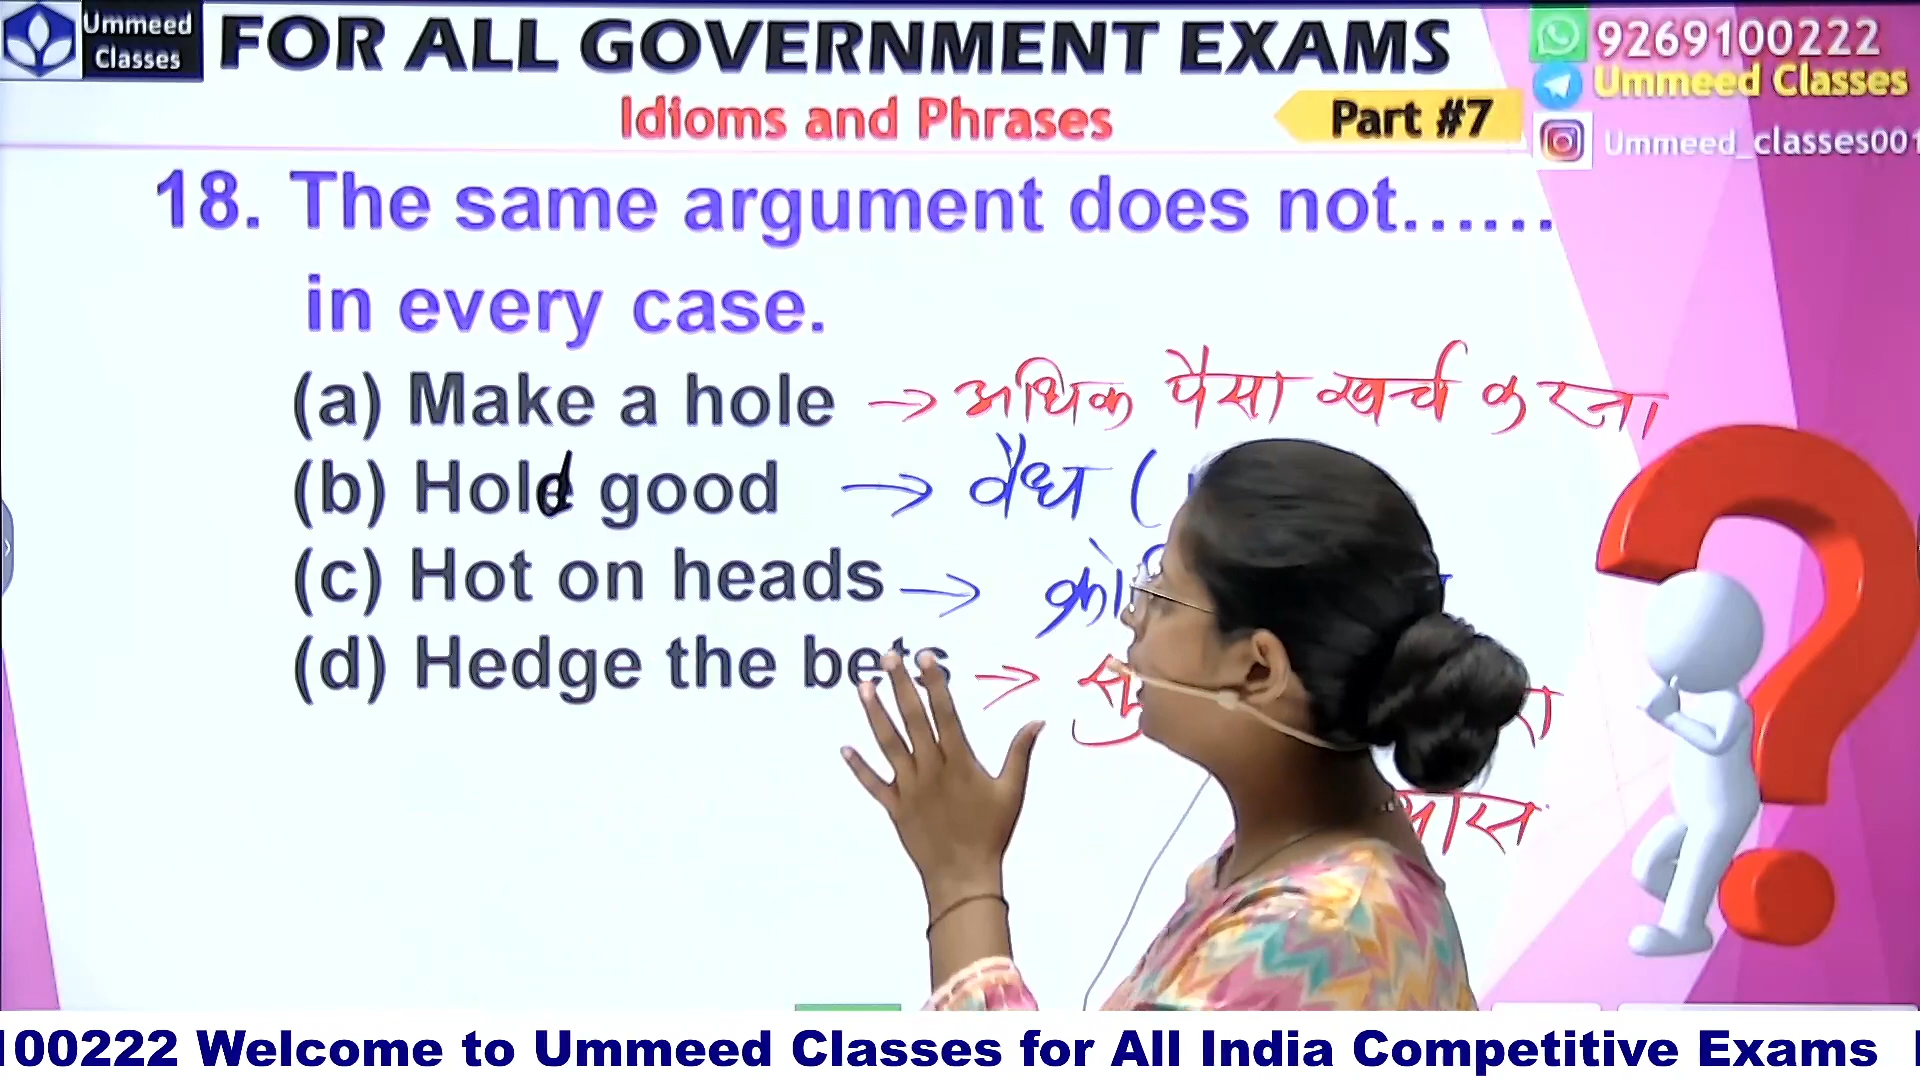 Ummeed
Classes
FOR ALL GOVERNMENT EXAMS
9269100222
Ummeed Classes
Idioms and Phrases
Part #7
Ummeed_classes001
18. The same argument does not......
in every case.
(a) Make a hole → अधिक पैसा खर्च करना
(b) Hold good → वैध (
(c) Hot on heads →
(d) Hedge the bets →
100222 Welcome to Ummeed Classes for All India Competitive Exams